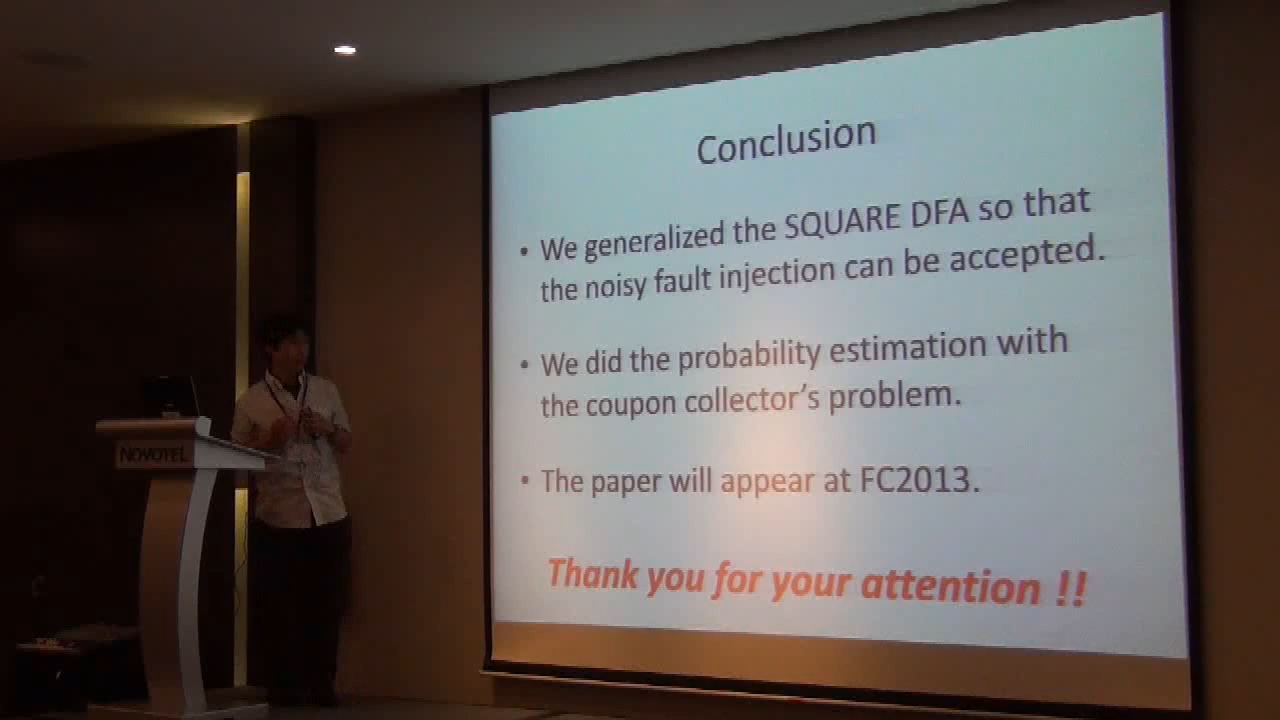 Conclusion
• We generalized the SQUARE DFA so that
the noisy fault injection can be accepted.
• We did the probability estimation with
the coupon collector's problem.
• The paper will appear at FC2013.
Thank you for your attention !!
NOVOTEL